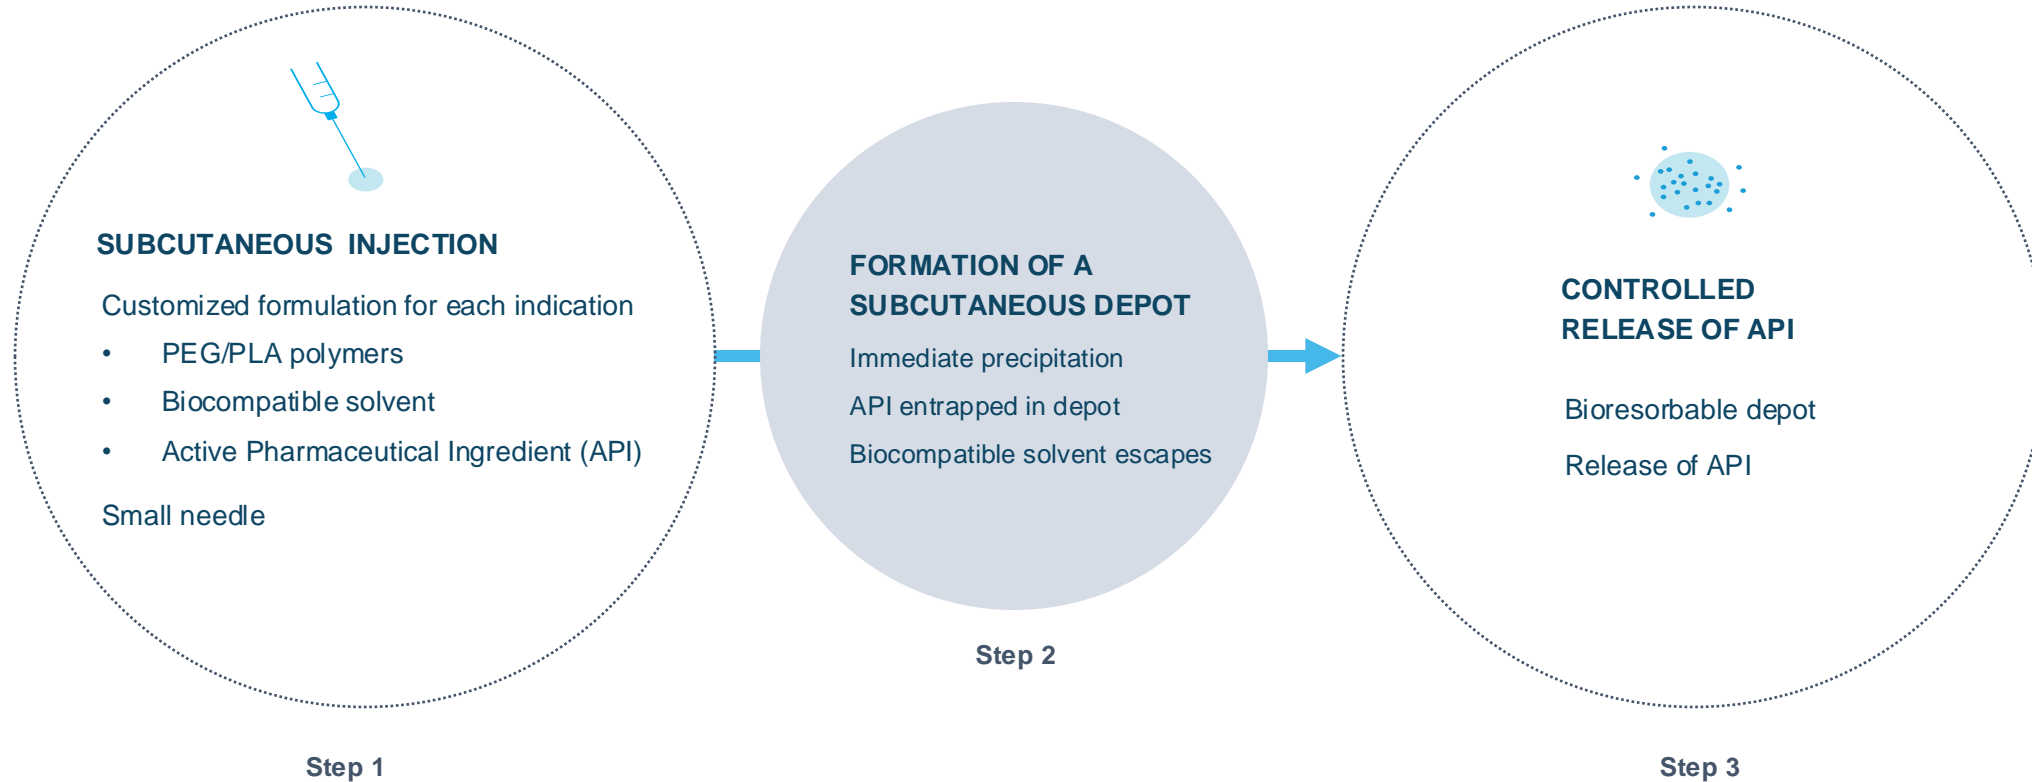 SUBCUTANEOUS INJECTION
Customized formulation for each indication
• PEG/PLA polymers
• Biocompatible solvent
• Active Pharmaceutical Ingredient (API)
Small needle
Step 1
FORMATION OF A
SUBCUTANEOUS DEPOT
Immediate precipitation
API entrapped in depot
Biocompatible solvent escapes
Step 2
CONTROLLED
RELEASE OF API
Bioresorbable depot
Release of API
Step 3